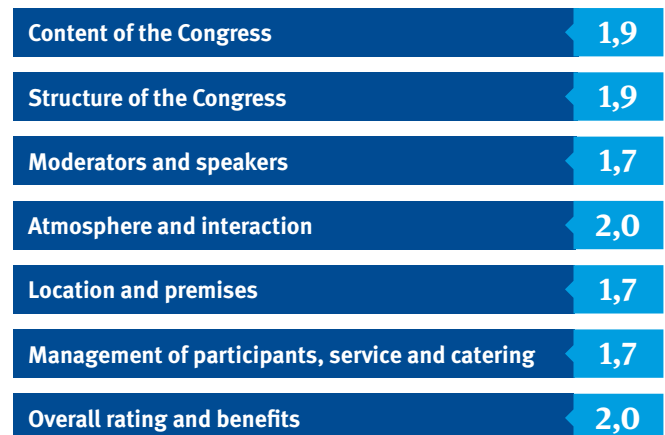 Content of the Congress 1,9
Structure of the Congress 1,9
Moderators and speakers 1,7
Atmosphere and interaction 2,0
Location and premises 1,7
Management of participants, service and catering 1,7
Overall rating and benefits 2,0